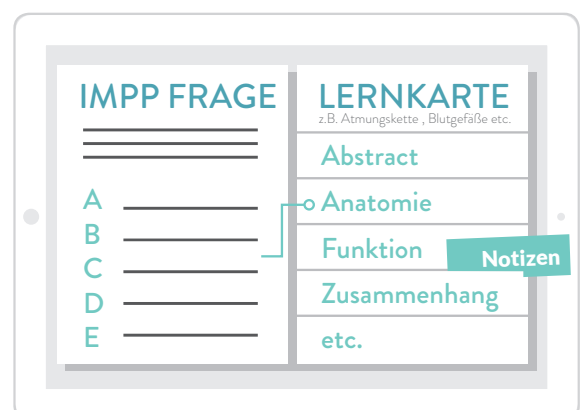 IMPP FRAGE
A
B
C
D
E
LERNKARTE
z.B. Atmungskette , Blutgefäße etc.
Abstract
Anatomie
Funktion
Notizen
Zusammenhang
etc.